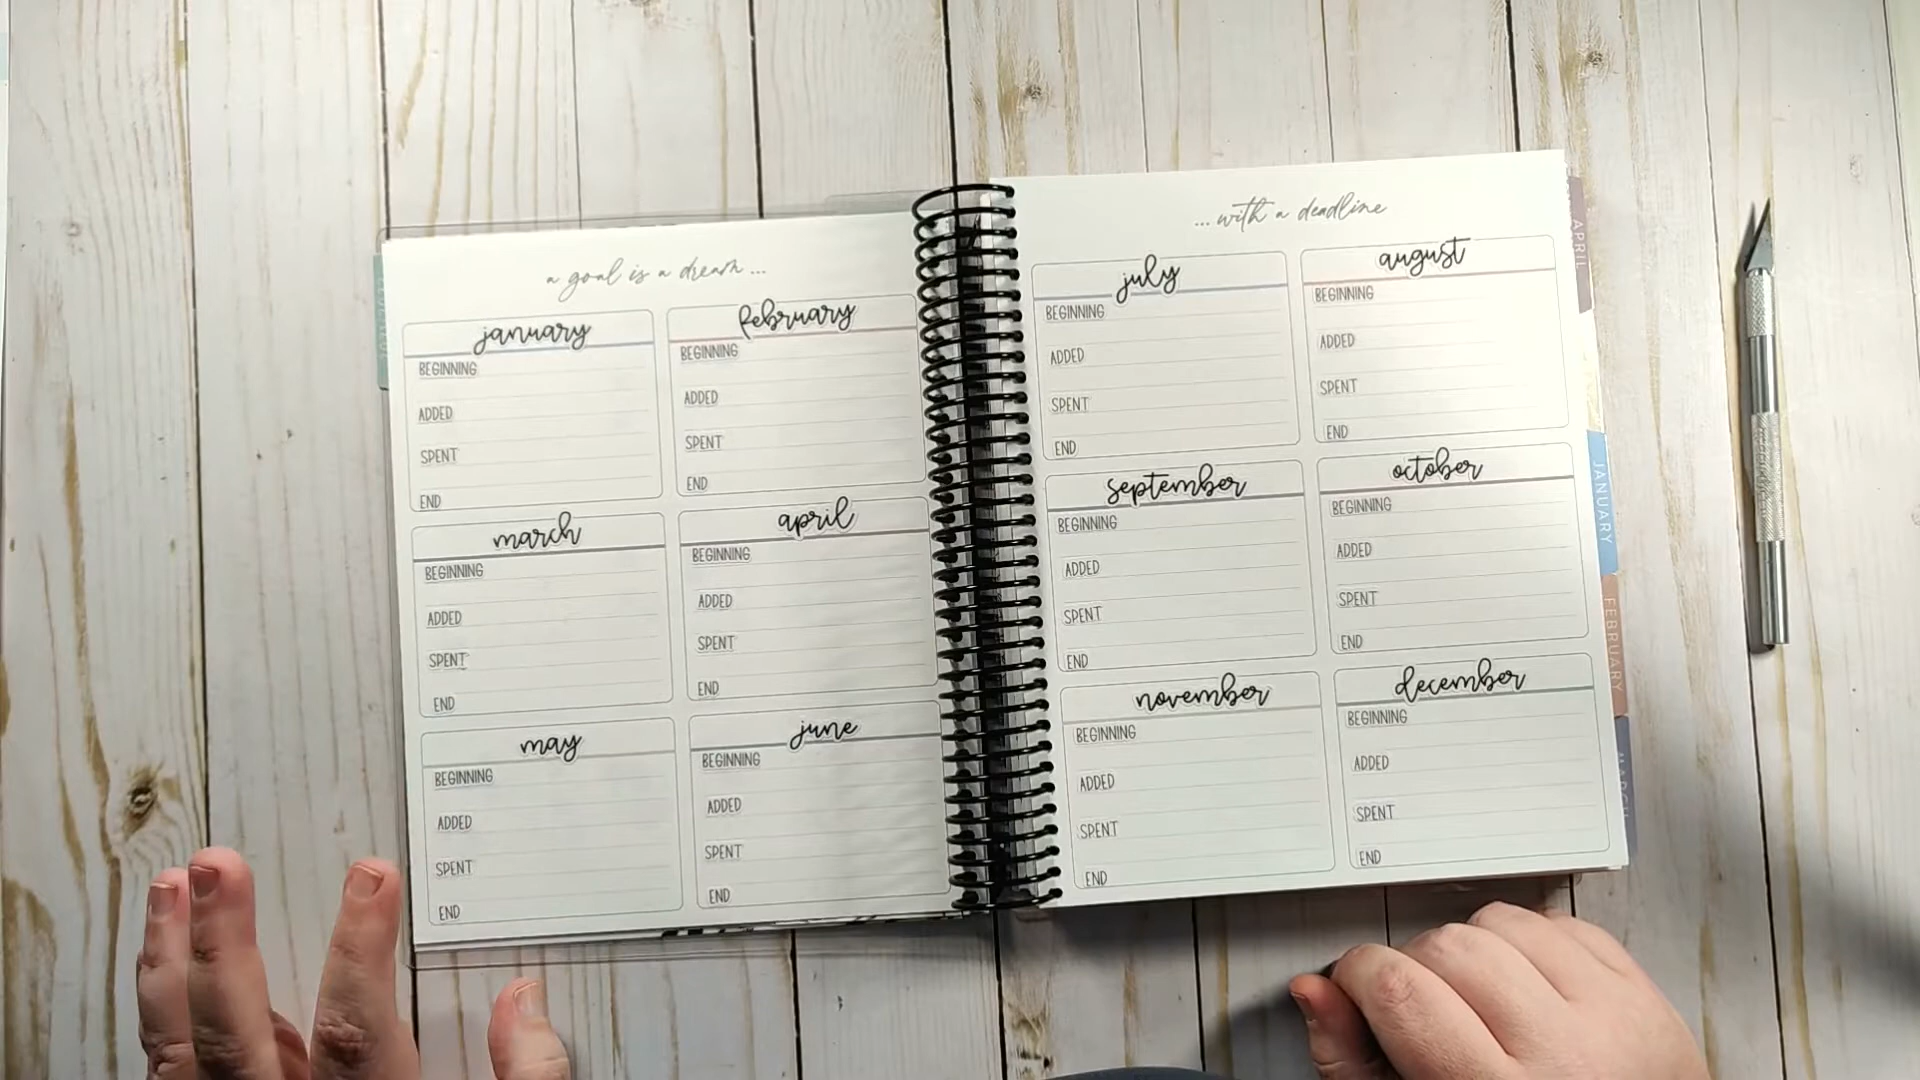 a goal is a dream ...
january
BEGINNING
ADDED
SPENT
END
february
BEGINNING
ADDED
SPENT
END
march
BEGINNING
ADDED
SPENT
END
april
BEGINNING
ADDED
SPENT
END
may
BEGINNING
ADDED
SPENT
END
june
BEGINNING
ADDED
SPENT
END
... with a deadline
july
BEGINNING
ADDED
SPENT
END
august
BEGINNING
ADDED
SPENT
END
september
BEGINNING
ADDED
SPENT
END
october
BEGINNING
ADDED
SPENT
END
november
BEGINNING
ADDED
SPENT
END
december
BEGINNING
ADDED
SPENT
END
APRIL
JANUARY
FEBRUARY
MARCH